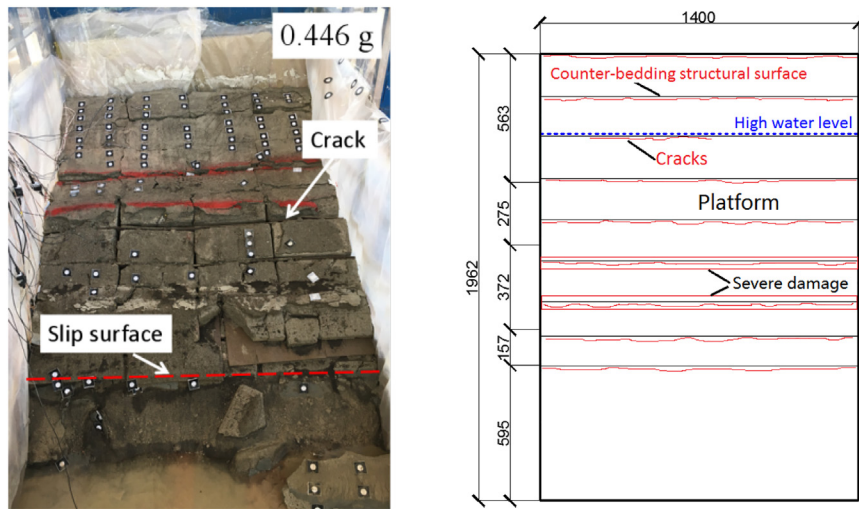 0.446 g
Crack
Slip surface
1400
Counter-bedding structural surface
563
High water level
Cracks
Platform
275
1962
372
Severe damage
157
595